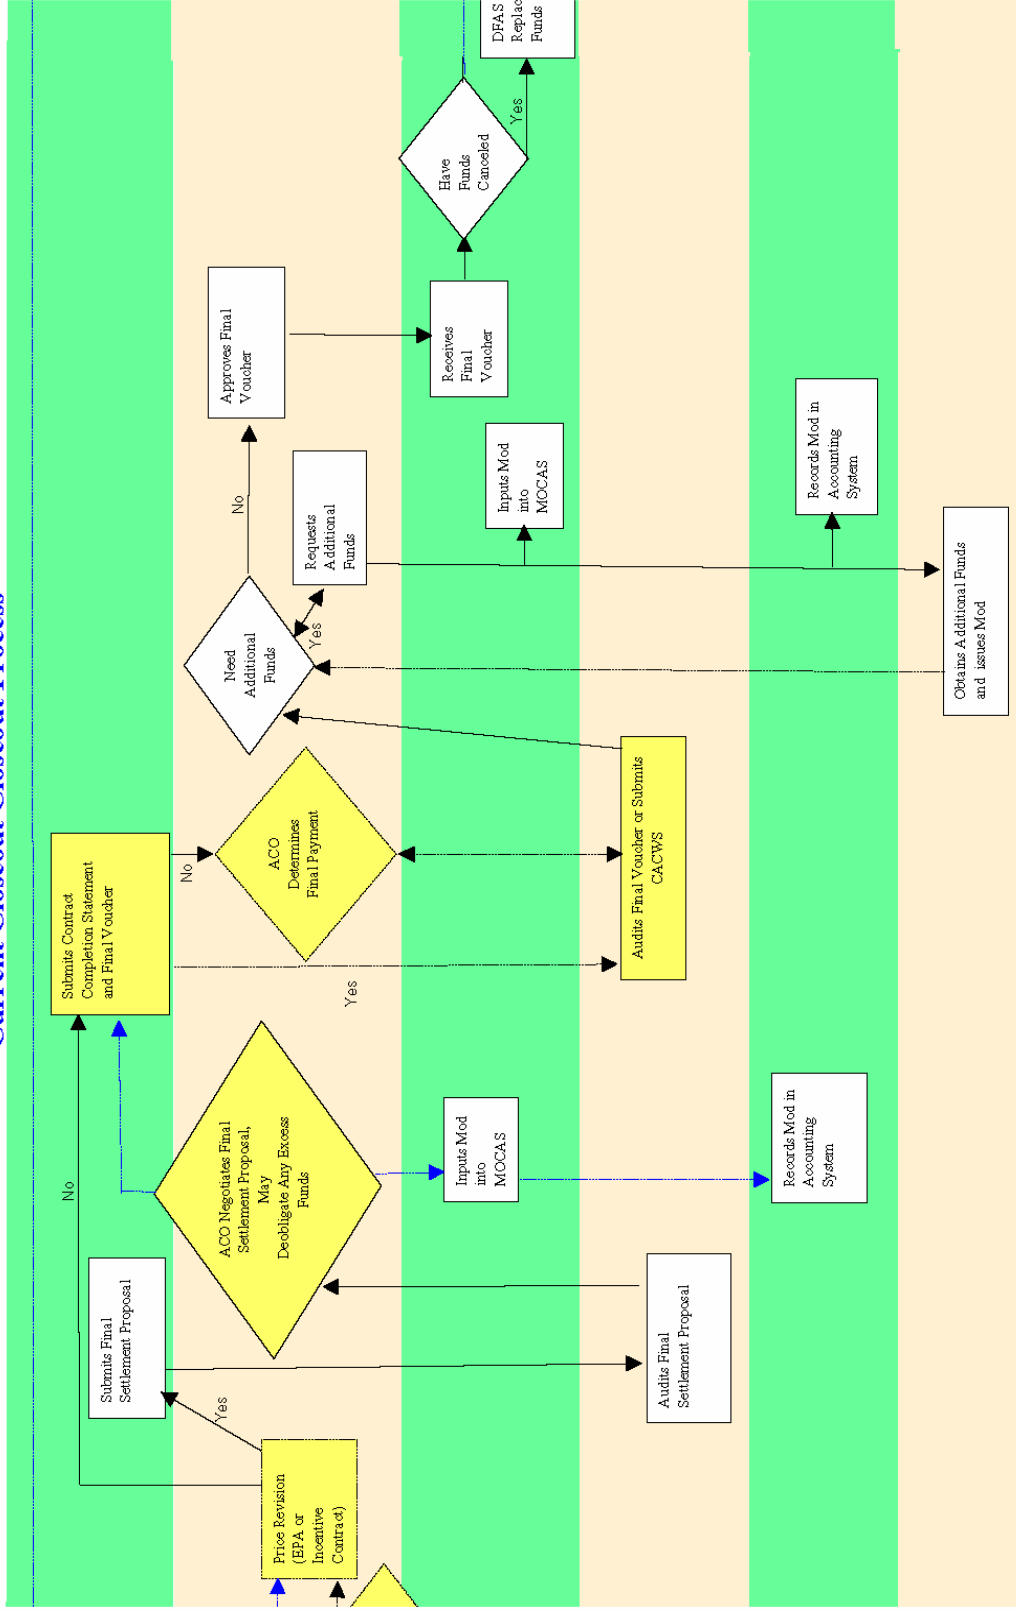 Current Closeout Closeout Process
Price Revision
(EPA or
Incentive
Contract)
No
Yes
Submits Final
Settlement Proposal
Audits Final
Settlement Proposal
ACO Negotiates Final
Settlement Proposal,
May
Deobligate Any Excess
Funds
Inputs Mod
into
MOCAS
Records Mod in
Accounting
System
Submits Contract
Completion Statement
and Final Voucher
No
Yes
ACO
Determines
Final Payment
Audits Final Voucher or Submits
CACWS
Need
Additional
Funds
Yes
No
Requests
Additional
Funds
Inputs Mod
into
MOCAS
Records Mod in
Accounting
System
Obtains Additional Funds
and issues Mod
Approves Final
Voucher
Receives
Final
Voucher
Have
Funds
Canceled
Yes
DFAS
Replac
Funds